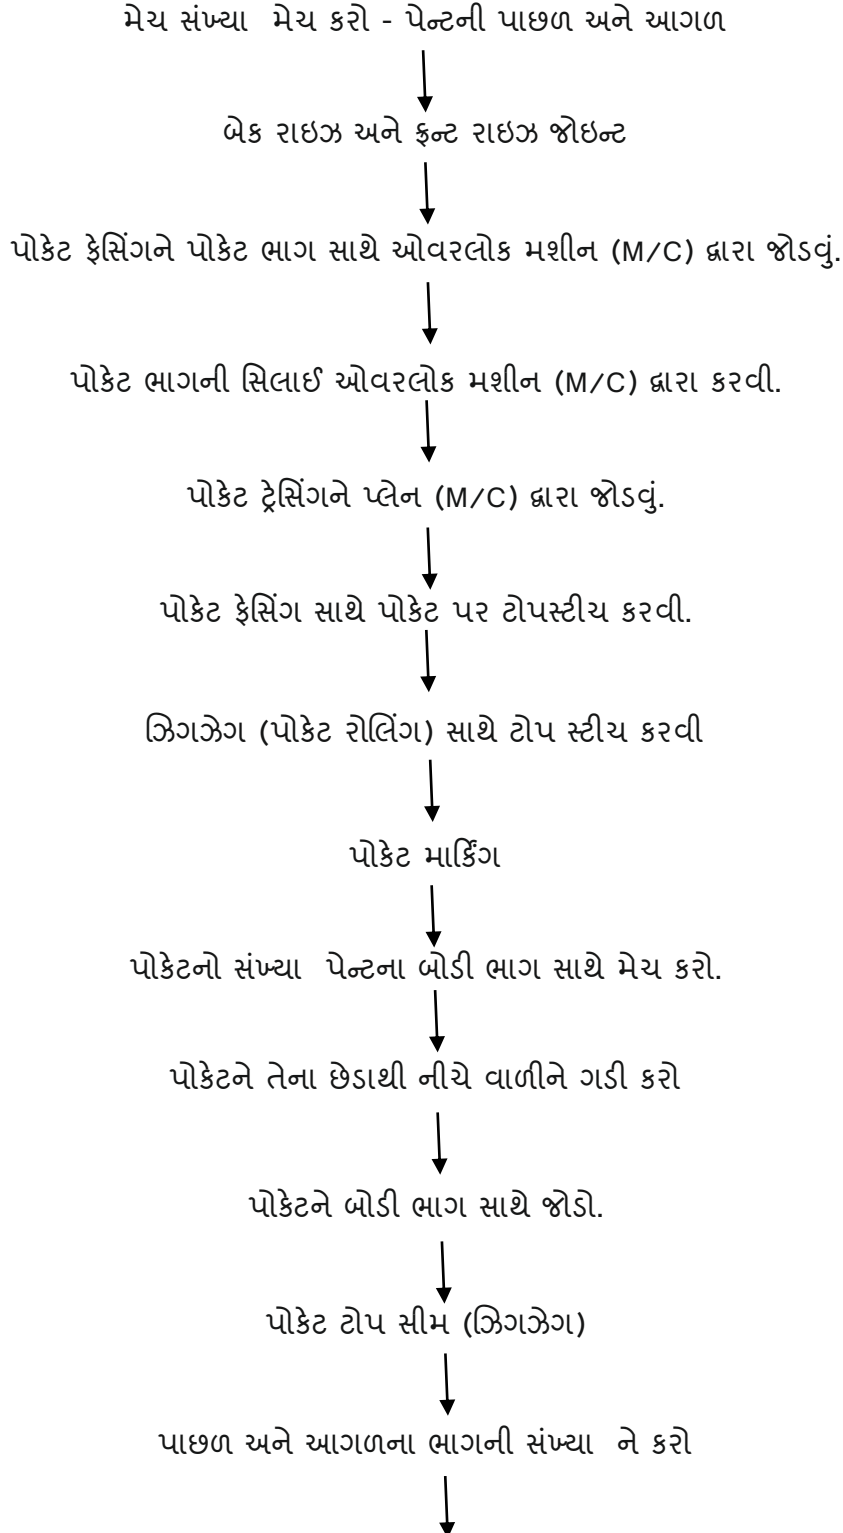 મેચ સંખ્યા મેચ કરો - પેન્ટની પાછળ અને આગળ
બેક રાઇઝ અને ફ્રન્ટ રાઇઝ જોઇન્ટ
પોકેટ ફેસિંગને પોકેટ ભાગ સાથે ઓવરલોક મશીન (M/C) દ્વારા જોડવું.
પોકેટ ભાગની સિલાઈ ઓવરલોક મશીન (M/C) દ્વારા કરવી.
પોકેટ ટ્રેસિંગને પ્લેન (M/C) દ્વારા જોડવું.
પોકેટ ફેસિંગ સાથે પોકેટ પર ટોપસ્ટીચ કરવી.
ઝિગઝેગ (પોકેટ રોલિંગ) સાથે ટોપ સ્ટીચ કરવી
પોકેટ માર્કિંગ
પોકેટનો સંખ્યા પેન્ટના બોડી ભાગ સાથે મેચ કરો.
પોકેટને તેના છેડાથી નીચે વાળીને ગડી કરો
પોકેટને બોડી ભાગ સાથે જોડો.
પોકેટ ટોપ સીમ (ઝિગઝેગ)
પાછળ અને આગળના ભાગની સંખ્યા ને કરો